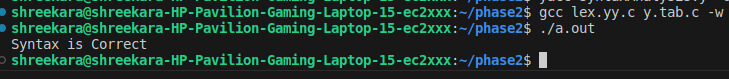 shreekara@shreekara-HP-Pavilion-Gaming-Laptop-15-ec2xxx:~/phase2$ gcc lex.yy.c y.tab.c -w
shreekara@shreekara-HP-Pavilion-Gaming-Laptop-15-ec2xxx:~/phase2$ ./a.out
Syntax is Correct
shreekara@shreekara-HP-Pavilion-Gaming-Laptop-15-ec2xxx:~/phase2$